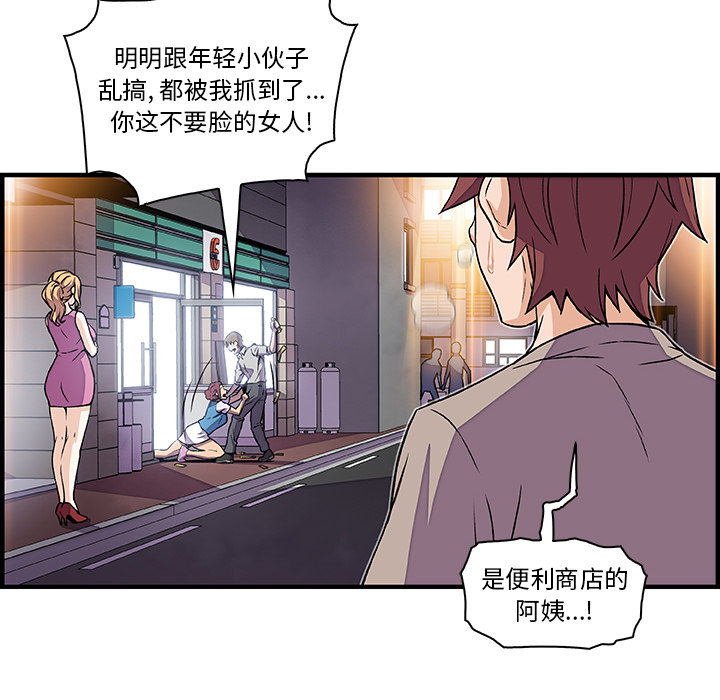 明明跟年轻小伙子
乱搞, 都被我抓到了...
你这不要脸的女人!
是便利商店的
阿姨...!